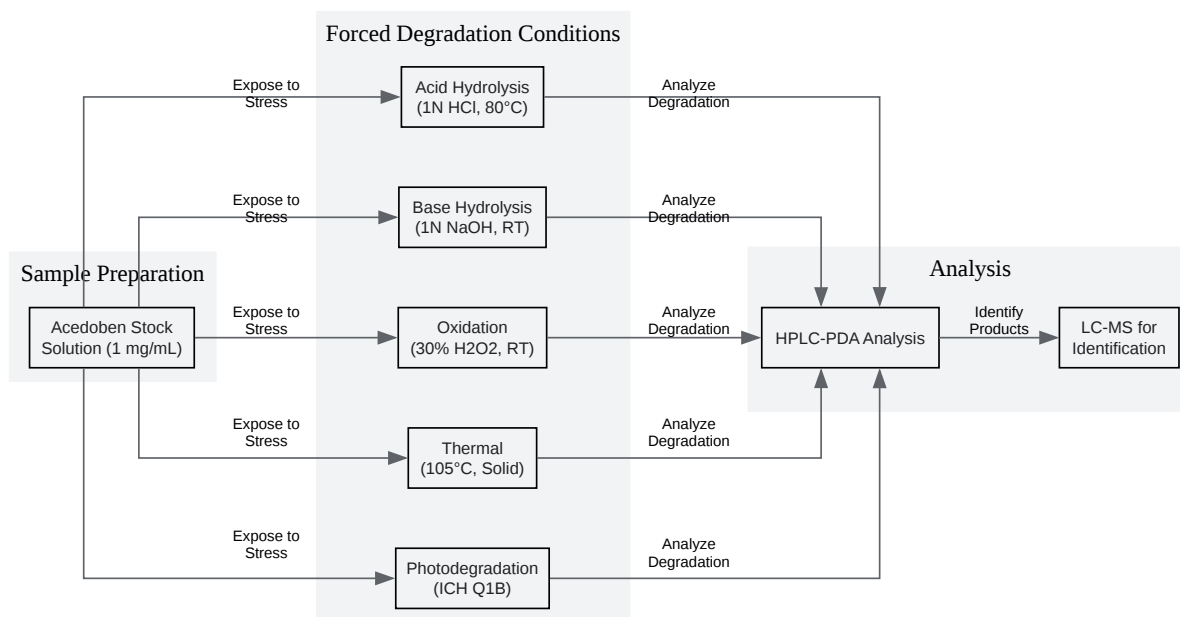 Forced Degradation Conditions
Expose to
Stress
Acid Hydrolysis
(1N HCl, 80°C)
Analyze
Degradation
Expose to
Stress
Base Hydrolysis
(1N NaOH, RT)
Analyze
Degradation
Sample Preparation
Acedoben Stock
Solution (1 mg/mL)
Expose to
Stress
Oxidation
(30% H2O2, RT)
Analyze
Degradation
Analysis
HPLC-PDA Analysis
Identify
Products
LC-MS for
Identification
Expose to
Stress
Thermal
(105°C, Solid)
Analyze
Degradation
Expose to
Stress
Photodegradation
(ICH Q1B)
Analyze
Degradation